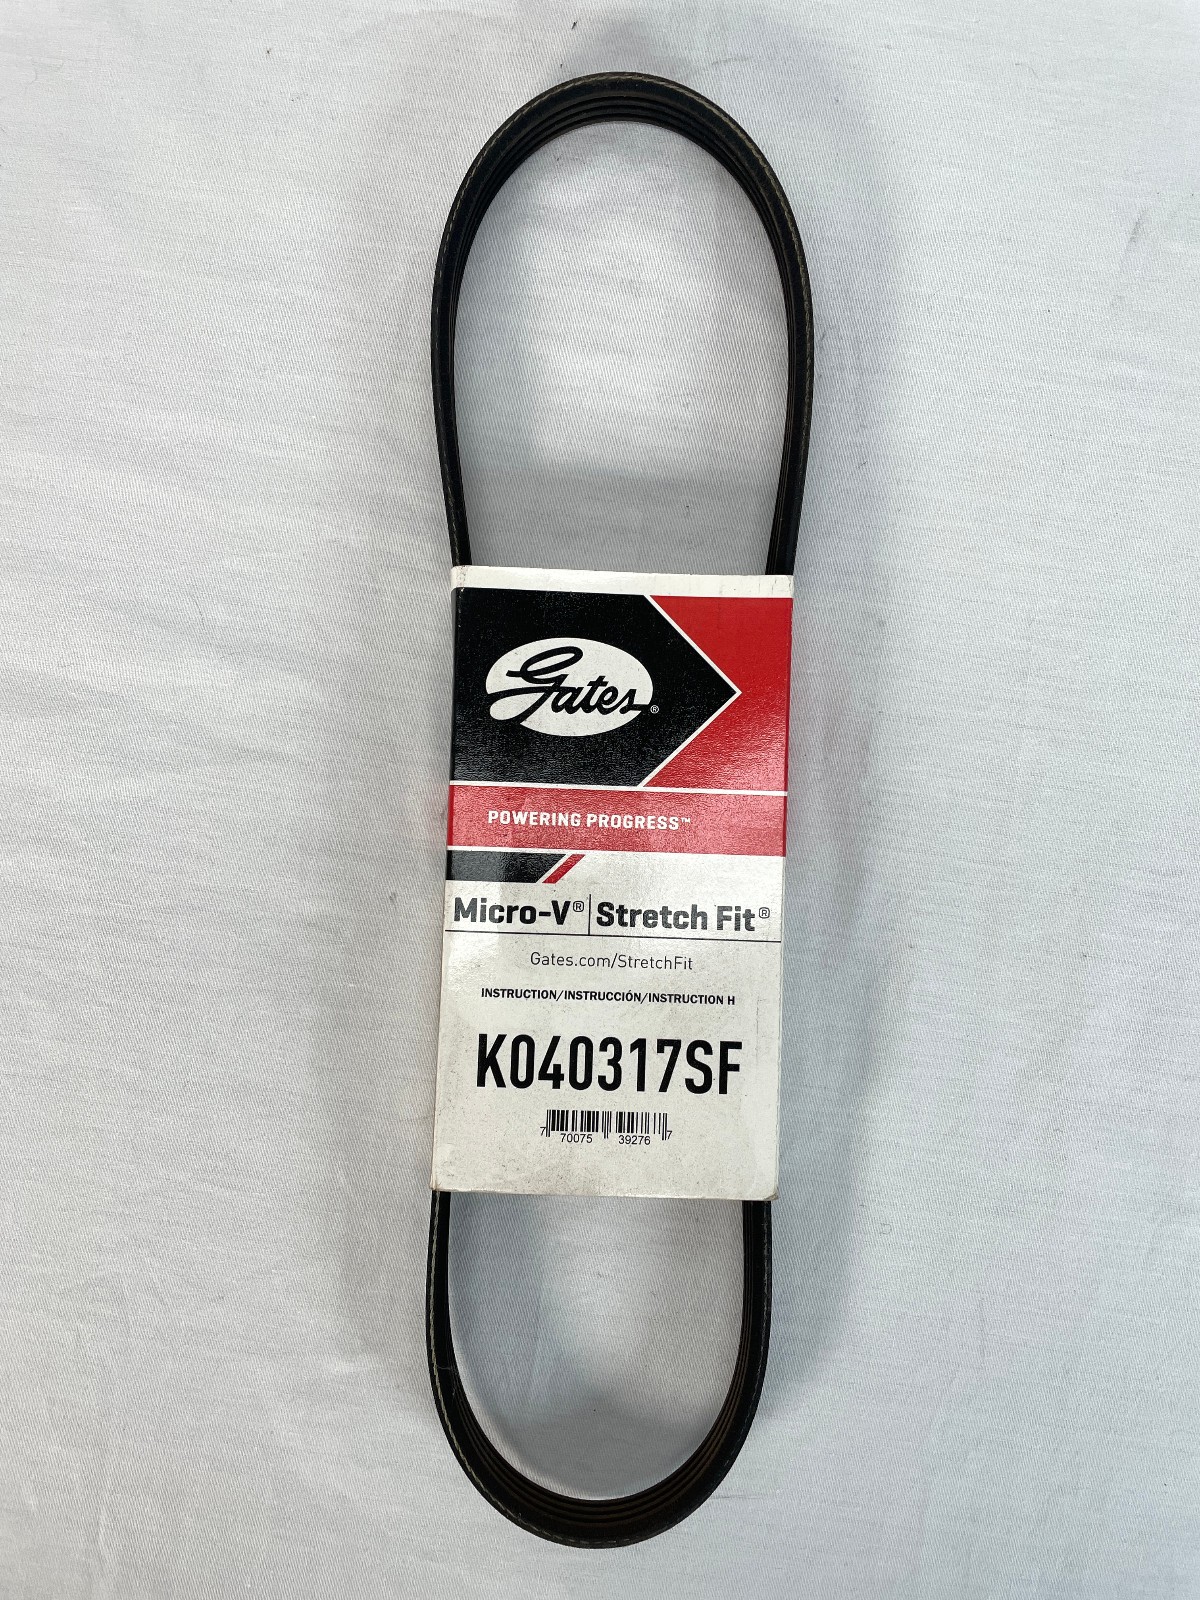 Gates®
POWERING PROGRESS™
Micro-V® Stretch Fit®
Gates.com/StretchFit
INSTRUCTION/INSTRUCCIÓN/INSTRUCTION H
K040317SF
7 70075 39276 7